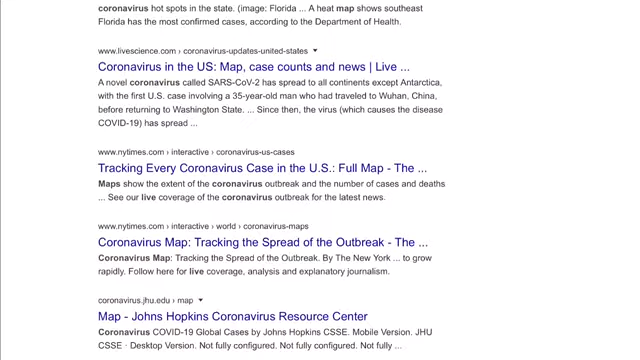 coronavirus hot spots in the state. (image: Florida ... A heat map shows southeast
Florida has the most confirmed cases, according to the Department of Health.
www.livescience.com › coronavirus-updates-united-states
Coronavirus in the US: Map, case counts and news | Live ...
A novel coronavirus called SARS-CoV-2 has spread to all continents except Antarctica,
with the first U.S. case involving a 35-year-old man who had traveled to Wuhan, China,
before returning to Washington State. ... Since then, the virus (which causes the disease
COVID-19) has spread ...
www.nytimes.com › interactive › coronavirus-us-cases
Tracking Every Coronavirus Case in the U.S.: Full Map - The ...
Maps show the extent of the coronavirus outbreak and the number of cases and deaths
... See our live coverage of the coronavirus outbreak for the latest news.
www.nytimes.com › interactive › world › coronavirus-maps
Coronavirus Map: Tracking the Spread of the Outbreak - The ...
Coronavirus Map: Tracking the Spread of the Outbreak. By The New York ... to grow
rapidly. Follow here for live coverage, analysis and explanatory journalism.
coronavirus.jhu.edu › map
Map - Johns Hopkins Coronavirus Resource Center
Coronavirus COVID-19 Global Cases by Johns Hopkins CSSE. Mobile Version. JHU
CSSE · Desktop Version. Not fully configured. Not fully configured. Not fully ...